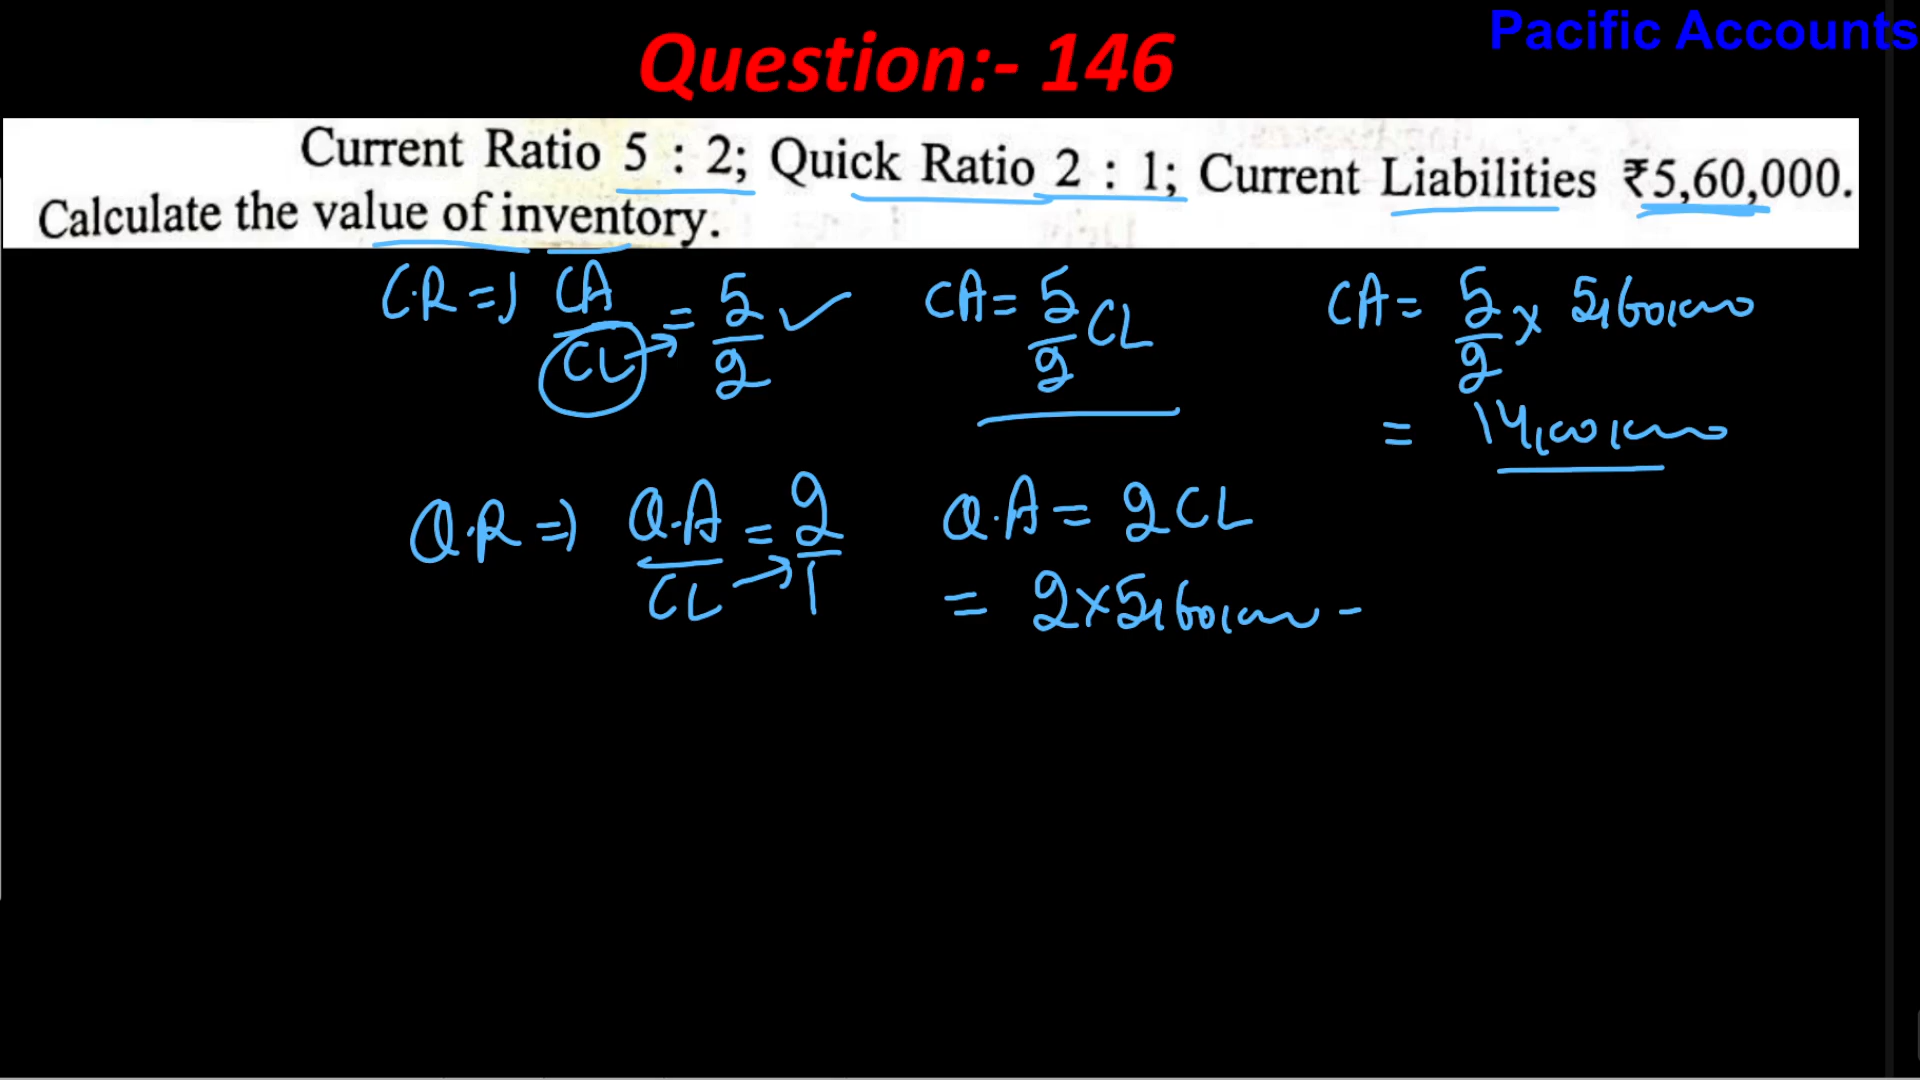 Pacific Accounts
Question:- 146
Current Ratio 5 : 2; Quick Ratio 2 : 1; Current Liabilities ₹5,60,000.
Calculate the value of inventory.
C.R => CA/CL = 5/2 ✓ CA = 5/2 CL CA = 5/2 x 5,60,000
= 14,00,000
Q.R => Q.A/CL = 2/1 Q.A = 2CL
= 2x5,60,000 -